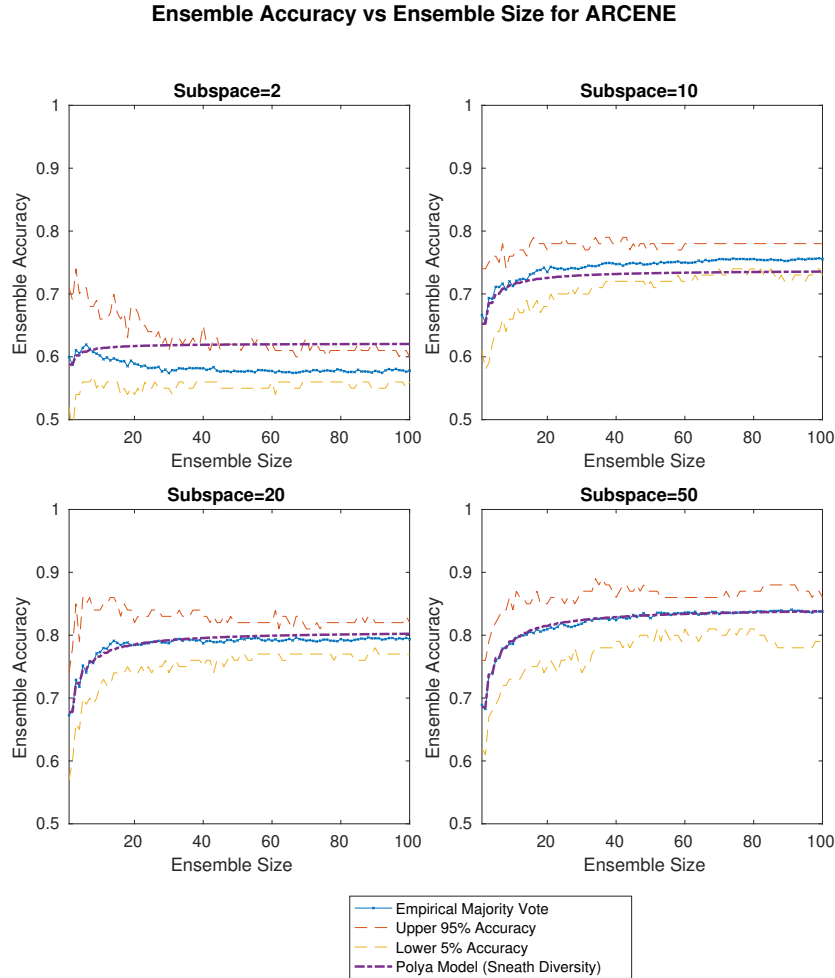 Ensemble Accuracy vs Ensemble Size for ARCENE
Subspace=2
1
0.9
0.8
0.7
0.6
0.5
Ensemble Accuracy
20 40 60 80 100
Ensemble Size
Subspace=10
1
0.9
0.8
0.7
0.6
0.5
Ensemble Accuracy
20 40 60 80 100
Ensemble Size
Subspace=20
1
0.9
0.8
0.7
0.6
0.5
Ensemble Accuracy
20 40 60 80 100
Ensemble Size
Subspace=50
1
0.9
0.8
0.7
0.6
0.5
Ensemble Accuracy
20 40 60 80 100
Ensemble Size
Empirical Majority Vote
Upper 95% Accuracy
Lower 5% Accuracy
Polya Model (Sneath Diversity)